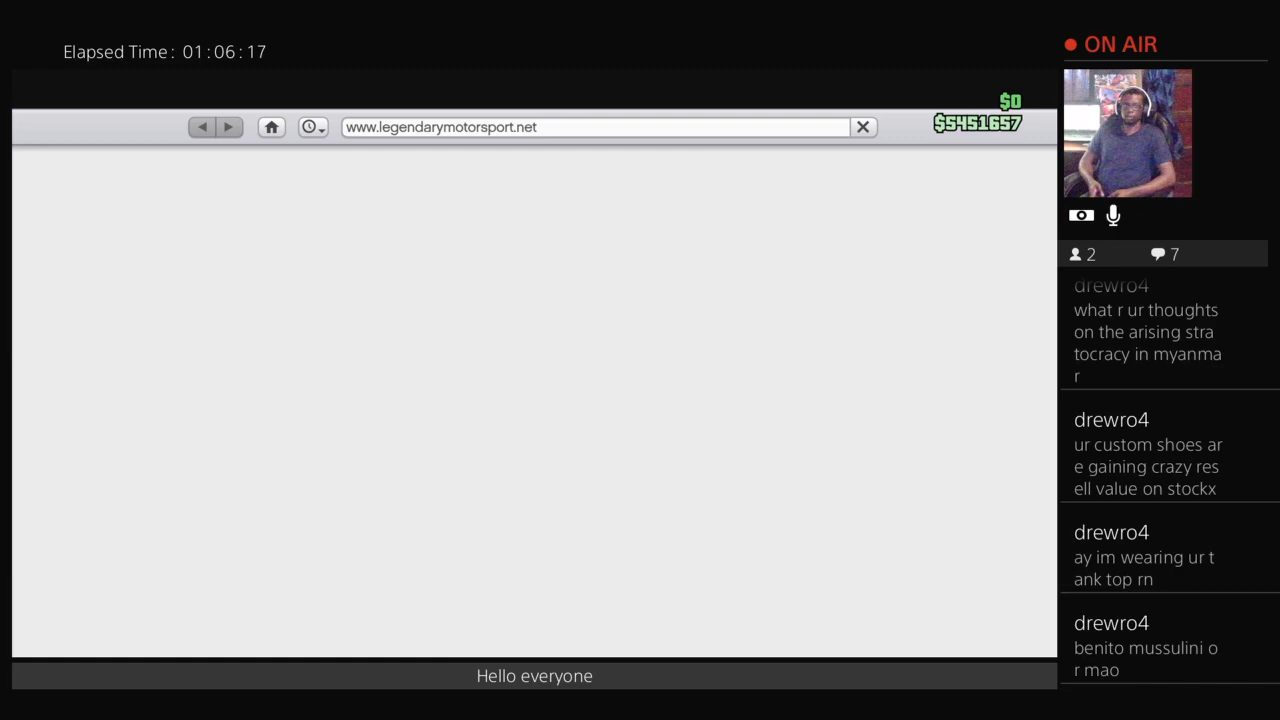 Elapsed Time: 01:06:17
ON AIR
$0
www.legendarymotorsport.net
$5451657
2 7
drewro4
what r ur thoughts
on the arising stra
tocracy in myanma
r
drewro4
ur custom shoes ar
e gaining crazy res
ell value on stockx
drewro4
ay im wearing ur t
ank top rn
drewro4
benito mussulini o
r mao
Hello everyone